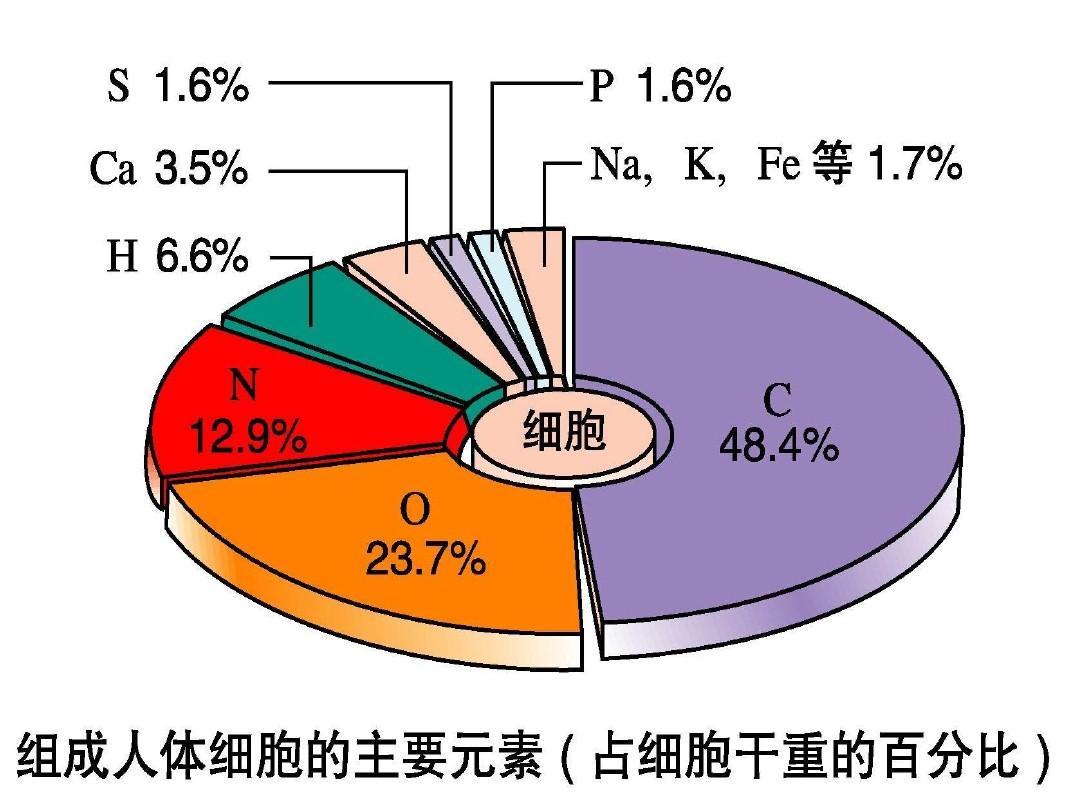 S 1.6%
P 1.6%
Ca 3.5%
Na, K, Fe 等 1.7%
H 6.6%
N
12.9%
C
48.4%
细胞
O
23.7%
组成人体细胞的主要元素(占细胞干重的百分比)